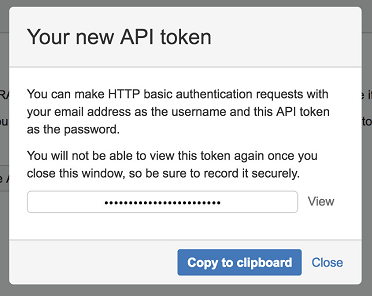 Your new API token
You can make HTTP basic authentication requests with
your email address as the username and this API token
as the password.
You will not be able to view this token again once you
close this window, so be sure to record it securely.
•••••••••••••••••••••••• View
Copy to clipboard Close